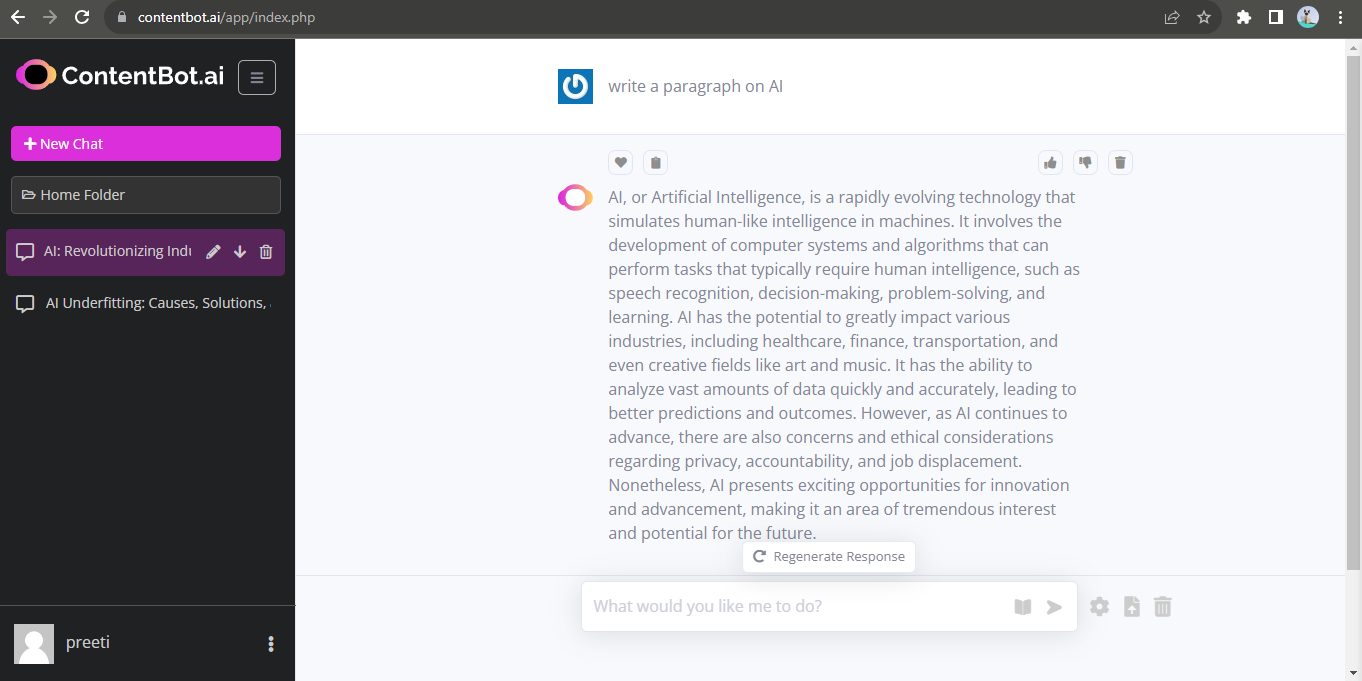 contentbot.ai/app/index.php
ContentBot.ai
New Chat
Home Folder
AI: Revolutionizing
AI Underfitting: Causes, Solutions,
preeti
write a paragraph on AI
AI, or Artificial Intelligence, is a rapidly evolving technology that
simulates human-like intelligence in machines. It involves the
development of computer systems and algorithms that can
perform tasks that typically require human intelligence, such as
speech recognition, decision-making, problem-solving, and
learning. AI has the potential to greatly impact various
industries, including healthcare, finance, transportation, and
even creative fields like art and music. It has the ability to
analyze vast amounts of data quickly and accurately, leading to
better predictions and outcomes. However, as AI continues to
advance, there are also concerns and ethical considerations
regarding privacy, accountability, and job displacement.
Nonetheless, AI presents exciting opportunities for innovation
and advancement, making it an area of tremendous interest
and potential for the future.
Regenerate Response
What would you like me to do?